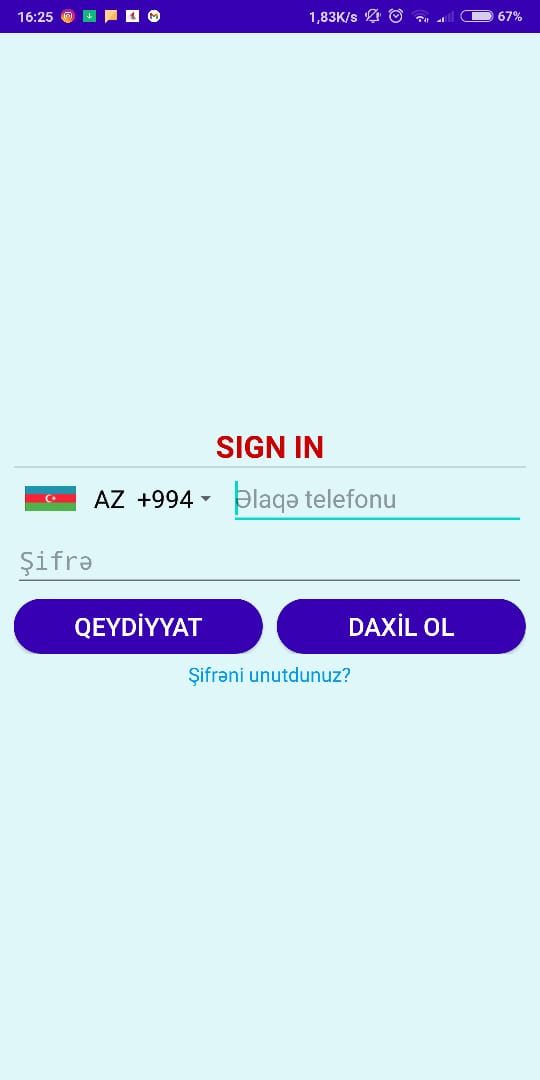 16:25 1,83K/s 67%
SIGN IN
AZ +994 Əlaqə telefonu
Şifrə
QEYDİYYAT DAXİL OL
Şifrəni unutdunuz?